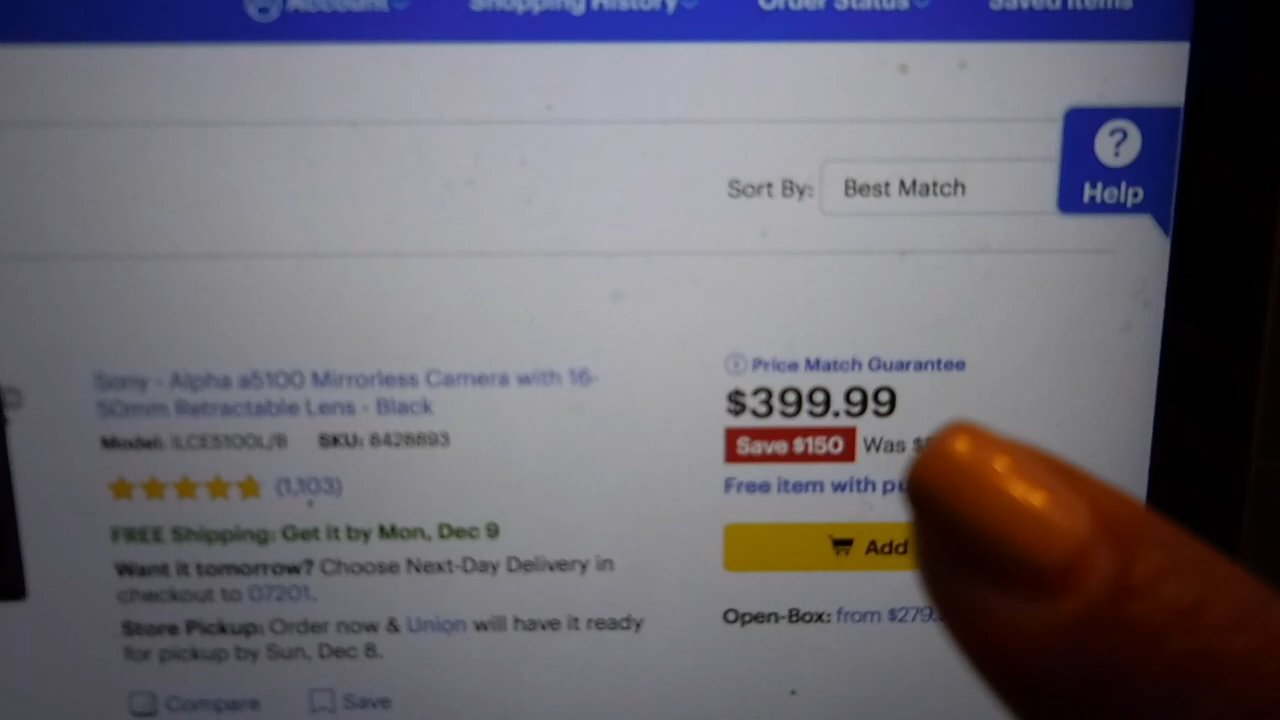 Account Shopping History Order Status Saved Items
? Help
Sort By: Best Match
Sony - Alpha a5100 Mirrorless Camera with 16-
50mm Retractable Lens - Black
Model: ILCE5100L/B SKU: 8428893
(1,103)
FREE Shipping: Get it by Mon, Dec 9
Want it tomorrow? Choose Next-Day Delivery in
checkout to 07201.
Store Pickup: Order now & Union will have it ready
for pickup by Sun, Dec 8.
Compare Save
Price Match Guarantee
$399.99
Save $150 Was
Free item with
Add
Open-Box: from $279.